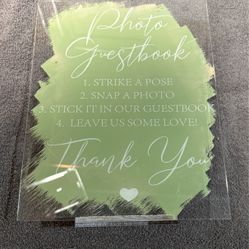 Photo
Guestbook
1. STRIKE A POSE
2. SNAP A PHOTO
3. STICK IT IN OUR GUESTBOOK
4. LEAVE US SOME LOVE!
Thank You